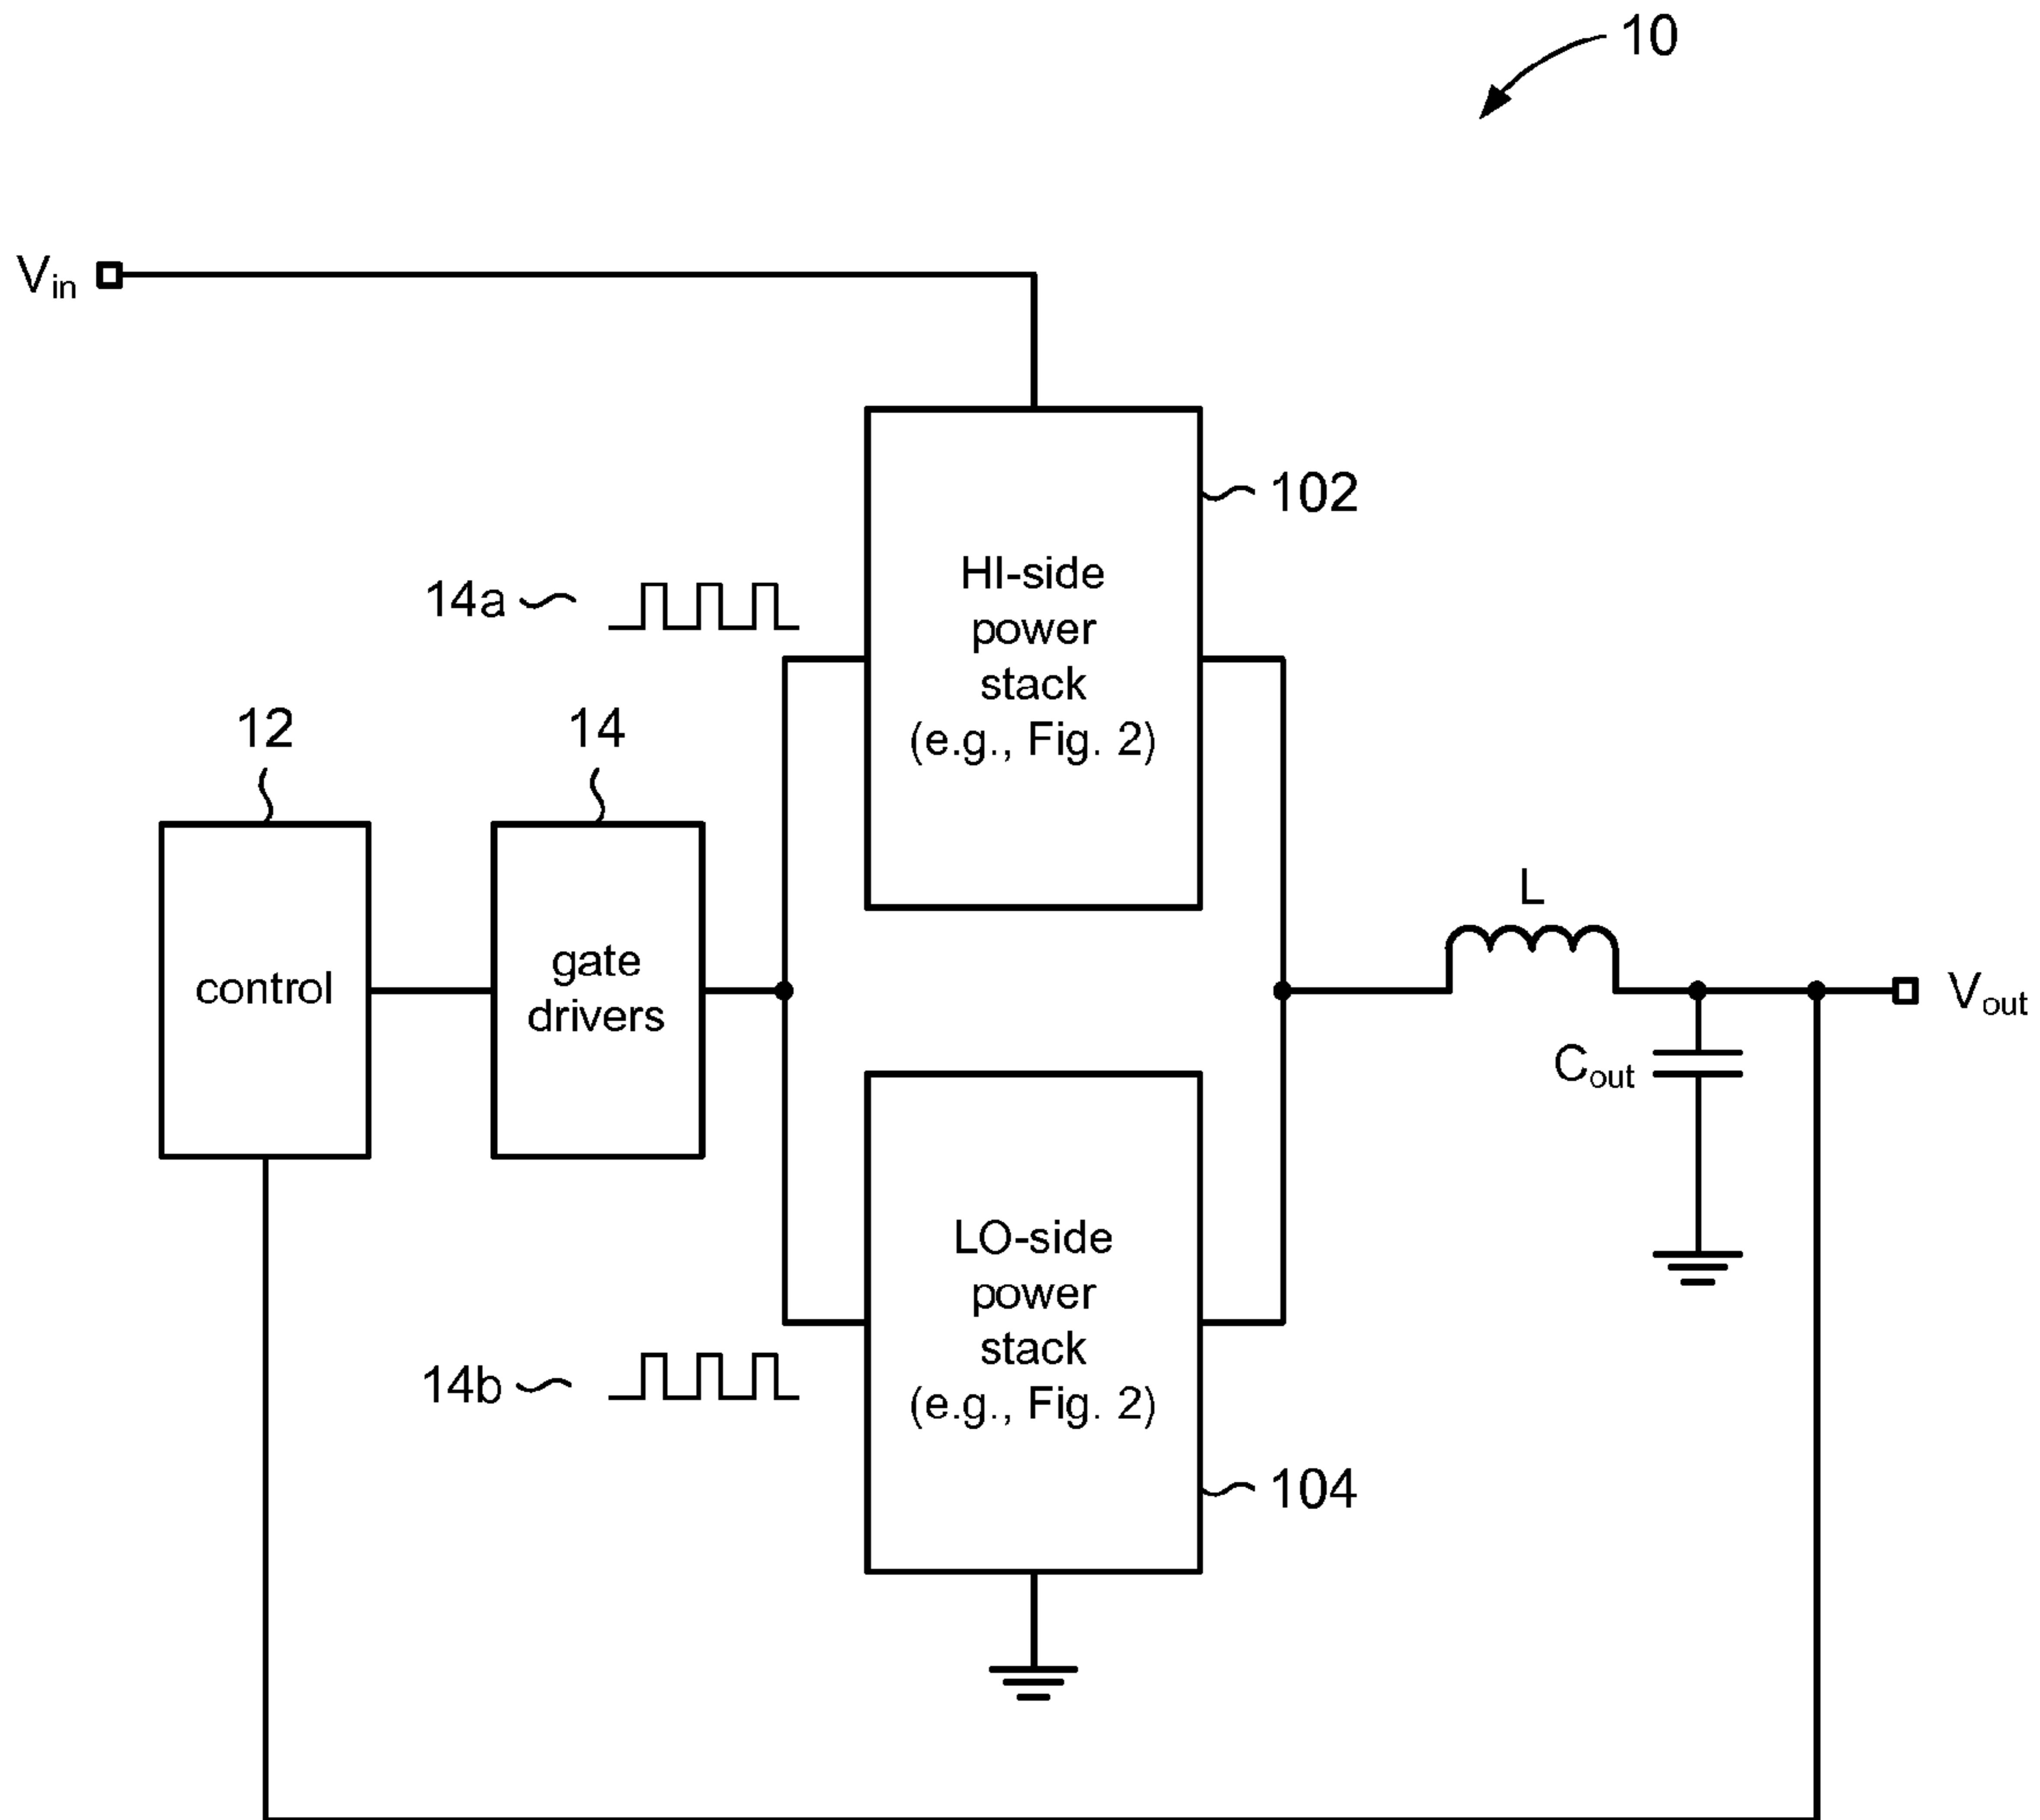 10
Vin
102
HI-side
power
stack
(e.g., Fig. 2)
14a
12
14
control
gate
drivers
L
Vout
Cout
LO-side
power
stack
(e.g., Fig. 2)
14b
104